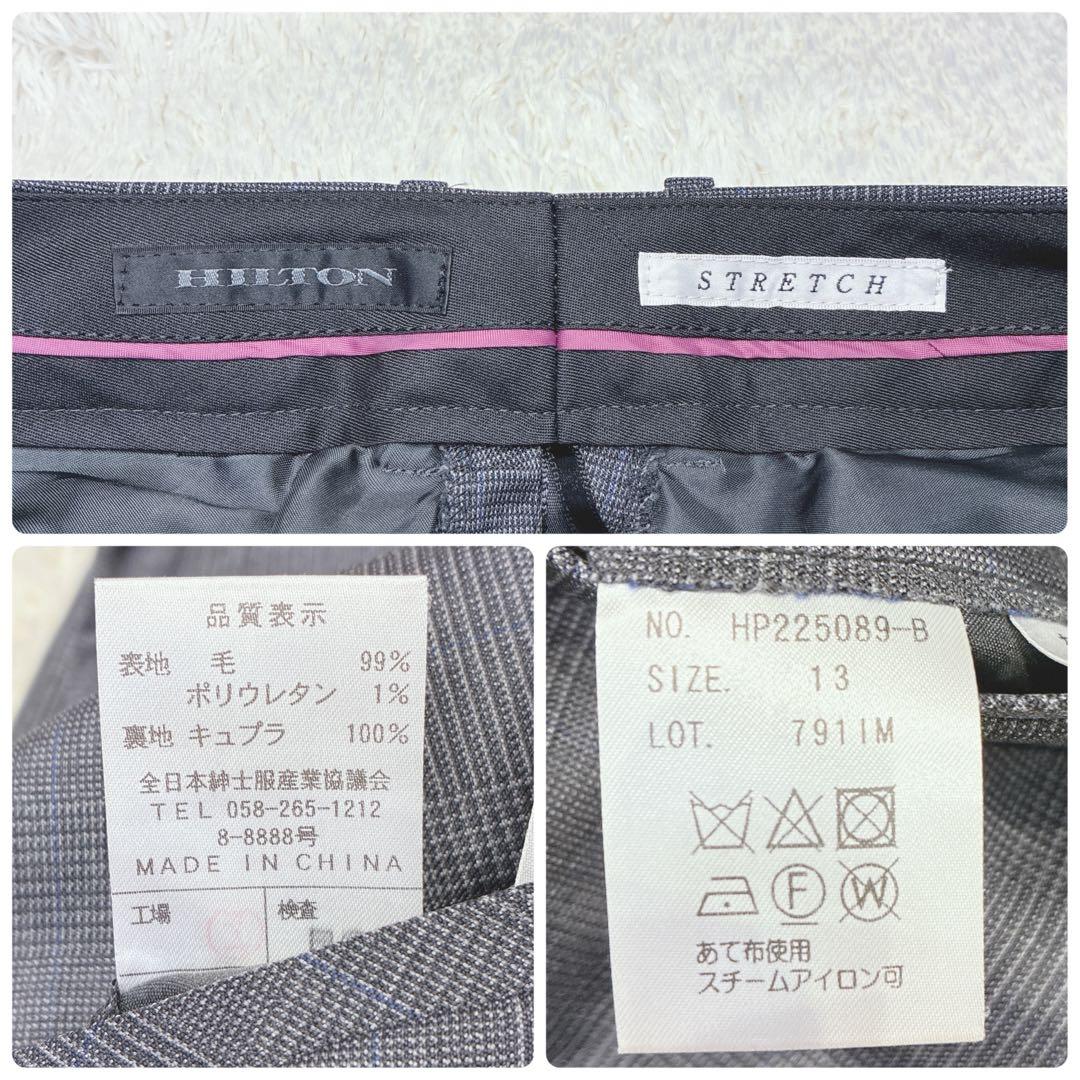 HILTON
STRETCH
品質表示
表地 毛 99%
ポリウレタン 1%
裏地 キュプラ 100%
全日本紳士服産業協議会
TEL 058-265-1212
8-8888号
MADE IN CHINA
工場 検査
NO. HP225089-B
SIZE. 13
LOT. 7911M
F W
あて布使用
スチームアイロン可